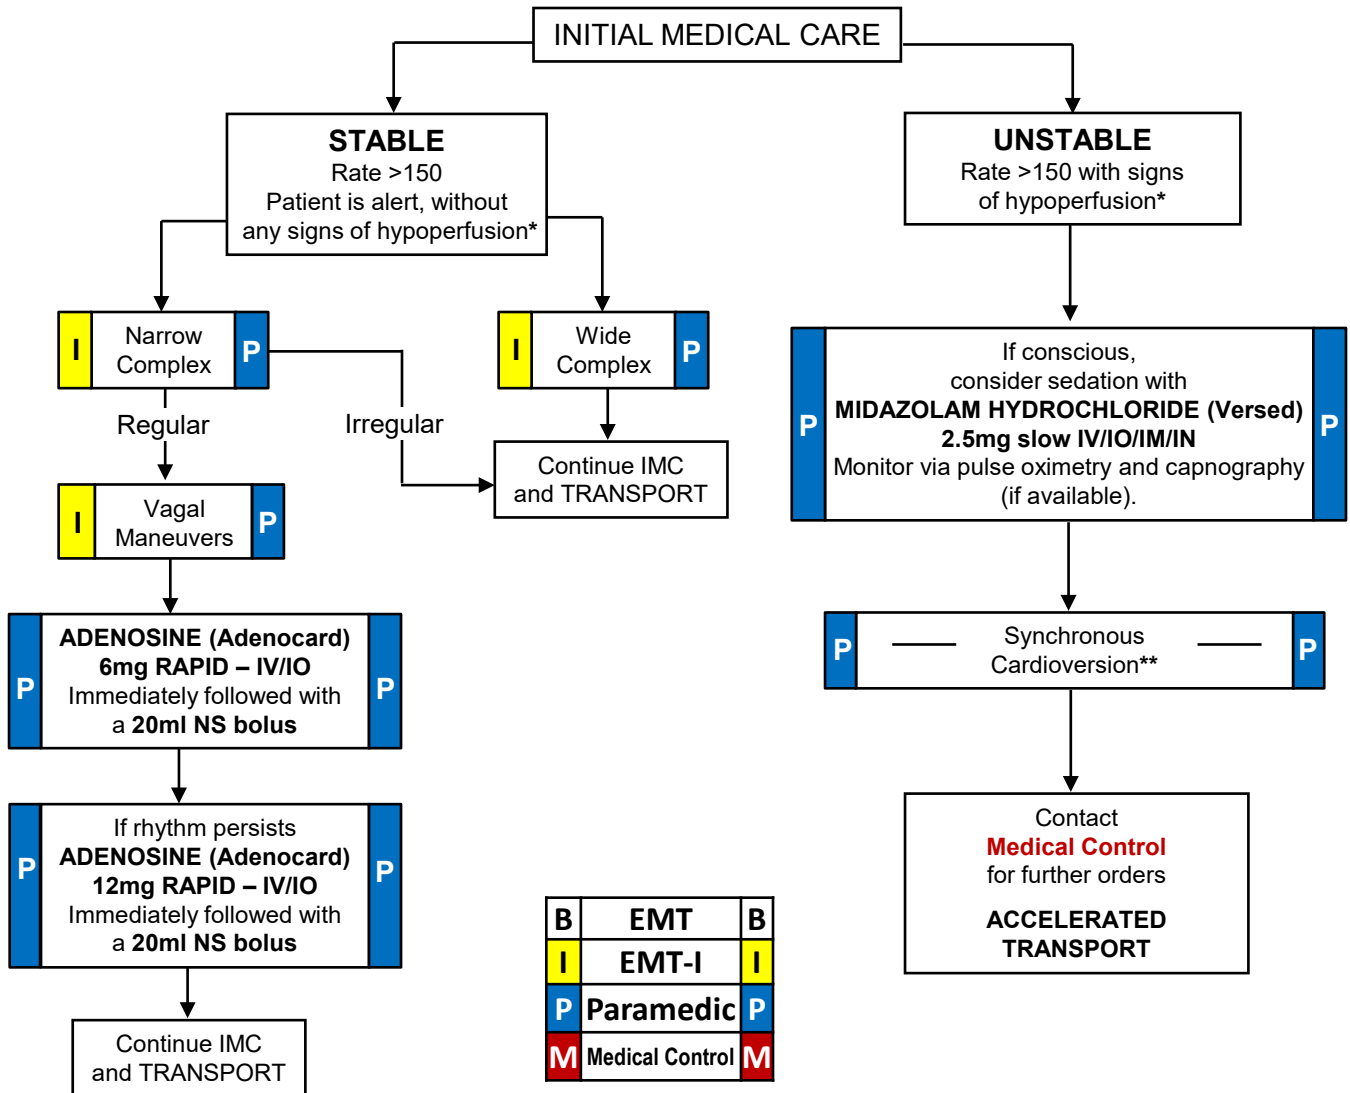 INITIAL MEDICAL CARE
STABLE
Rate >150
Patient is alert, without
any signs of hypoperfusion*
UNSTABLE
Rate >150 with signs
of hypoperfusion*
I
Narrow
Complex
P
I
Wide
Complex
P
Regular
Irregular
Continue IMC
and TRANSPORT
I
Vagal
Maneuvers
P
P
ADENOSINE (Adenocard)
6mg RAPID – IV/IO
Immediately followed with
a 20ml NS bolus
P
P
If rhythm persists
ADENOSINE (Adenocard)
12mg RAPID – IV/IO
Immediately followed with
a 20ml NS bolus
P
Continue IMC
and TRANSPORT
P
If conscious,
consider sedation with
MIDAZOLAM HYDROCHLORIDE (Versed)
2.5mg slow IV/IO/IM/IN
Monitor via pulse oximetry and capnography
(if available).
P
P
Synchronous
Cardioversion**
P
Contact
Medical Control
for further orders
ACCELERATED
TRANSPORT
B EMT B
I EMT-I I
P Paramedic P
M Medical Control M